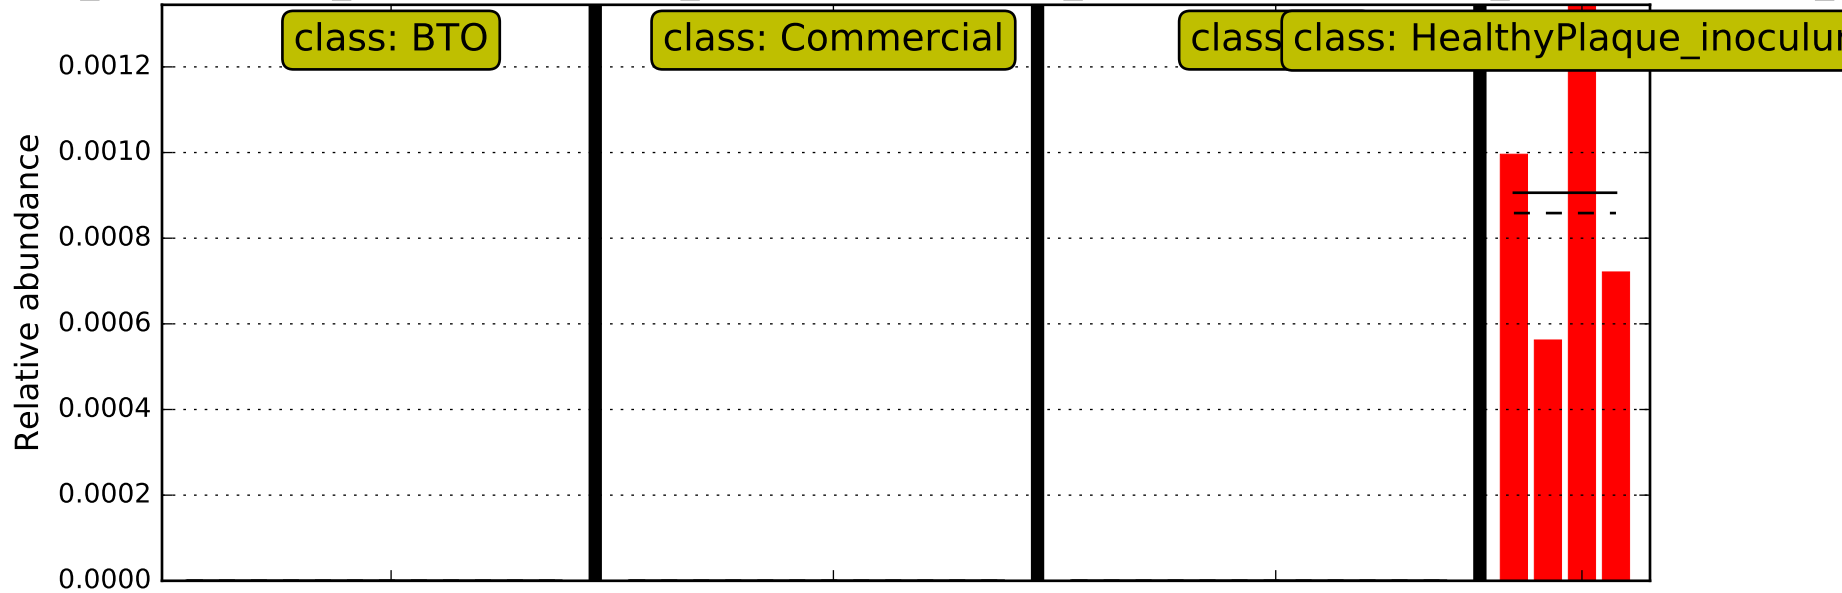 class: BTO
class: Commercial
class
class: HealthyPlaque_inoculu
0.0012
0.0010
0.0008
0.0006
0.0004
0.0002
0.0000
Relative abundance